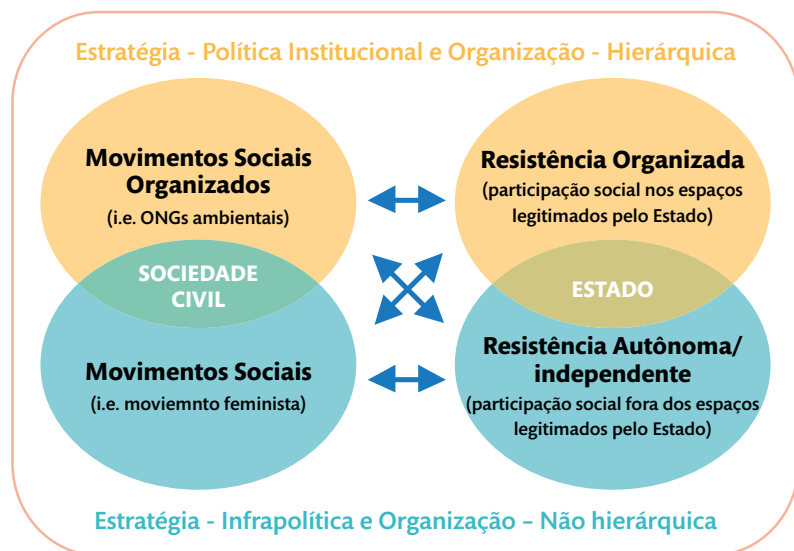 Estratégia - Política Institucional e Organização - Hierárquica
Movimentos Sociais
Organizados
(i.e. ONGs ambientais)
SOCIEDADE
CIVIL
Movimentos Sociais
(i.e. moviemnto feminista)
Resistência Organizada
(participação social nos espaços
legitimados pelo Estado)
ESTADO
Resistência Autônoma/
independente
(participação social fora dos espaços
legitimados pelo Estado)
Estratégia - Infrapolítica e Organização – Não hierárquica